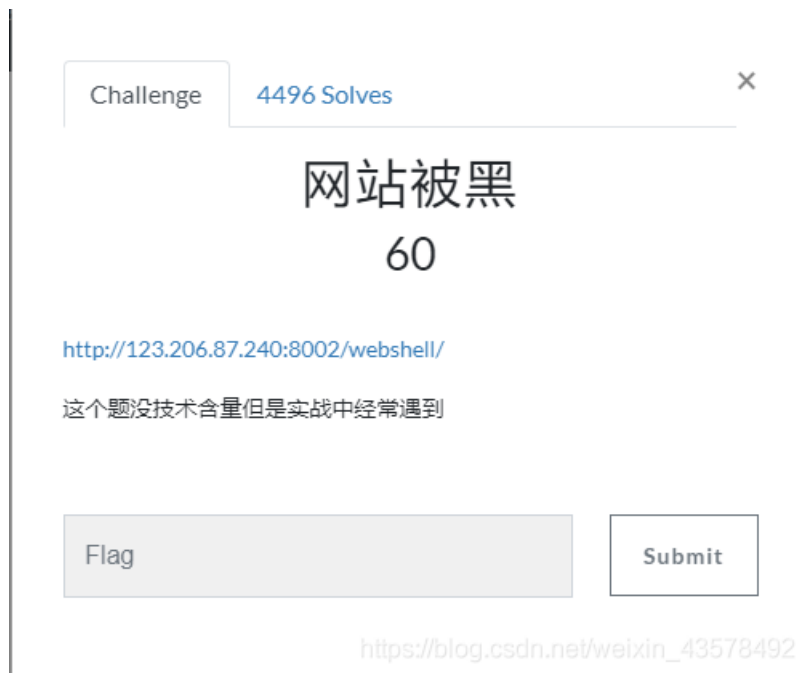 Challenge
4496 Solves
×
网站被黑
60
http://123.206.87.240:8002/webshell/
这个题没技术含量但是实战中经常遇到
Flag
Submit
https://blog.csdn.net/weixin_43578492